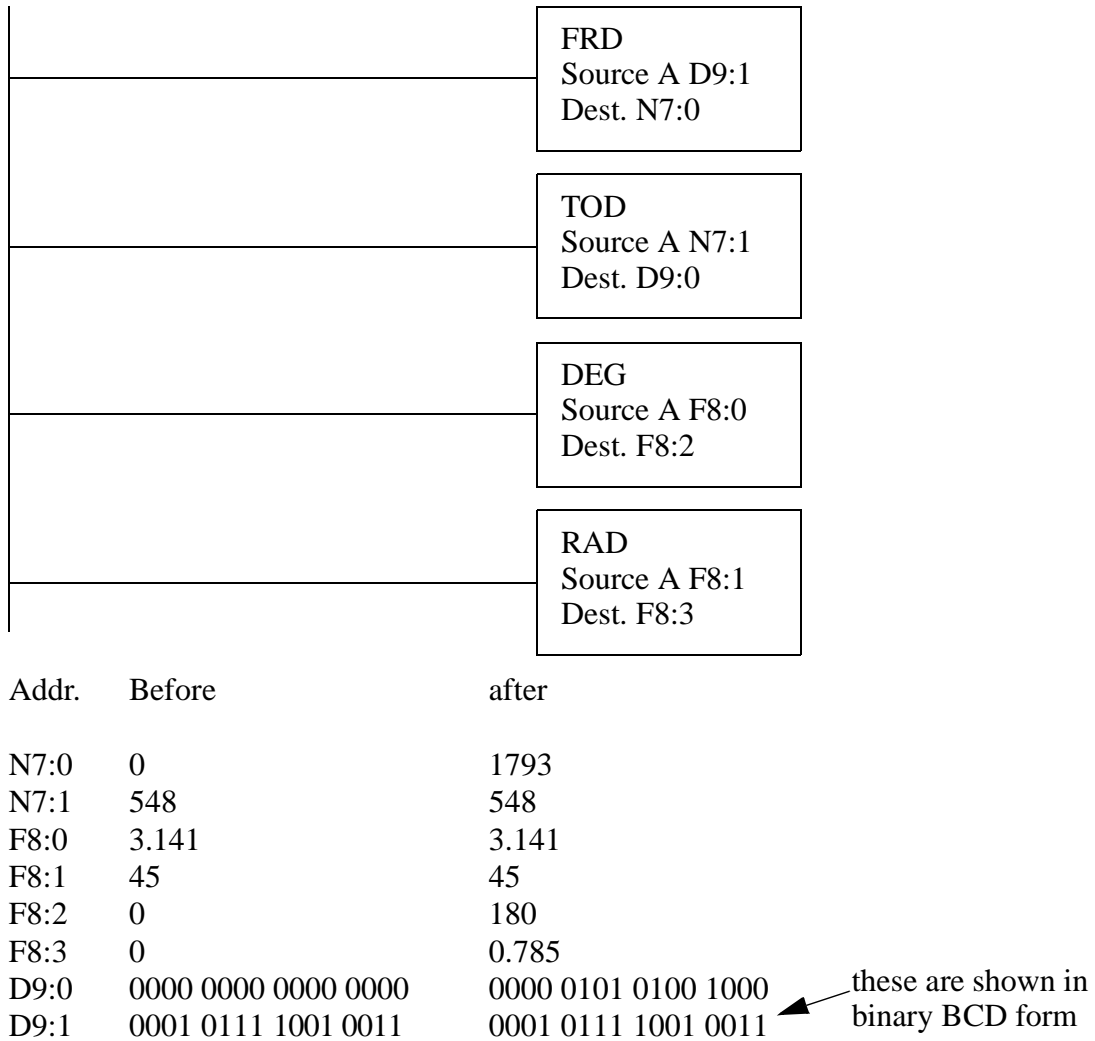 FRD
Source A D9:1
Dest. N7:0
TOD
Source A N7:1
Dest. D9:0
DEG
Source A F8:0
Dest. F8:2
RAD
Source A F8:1
Dest. F8:3
Addr. Before after
N7:0 0 1793
N7:1 548 548
F8:0 3.141 3.141
F8:1 45 45
F8:2 0 180
F8:3 0 0.785
D9:0 0000 0000 0000 0000 0000 0101 0100 1000
D9:1 0001 0111 1001 0011 0001 0111 1001 0011
these are shown in
binary BCD form